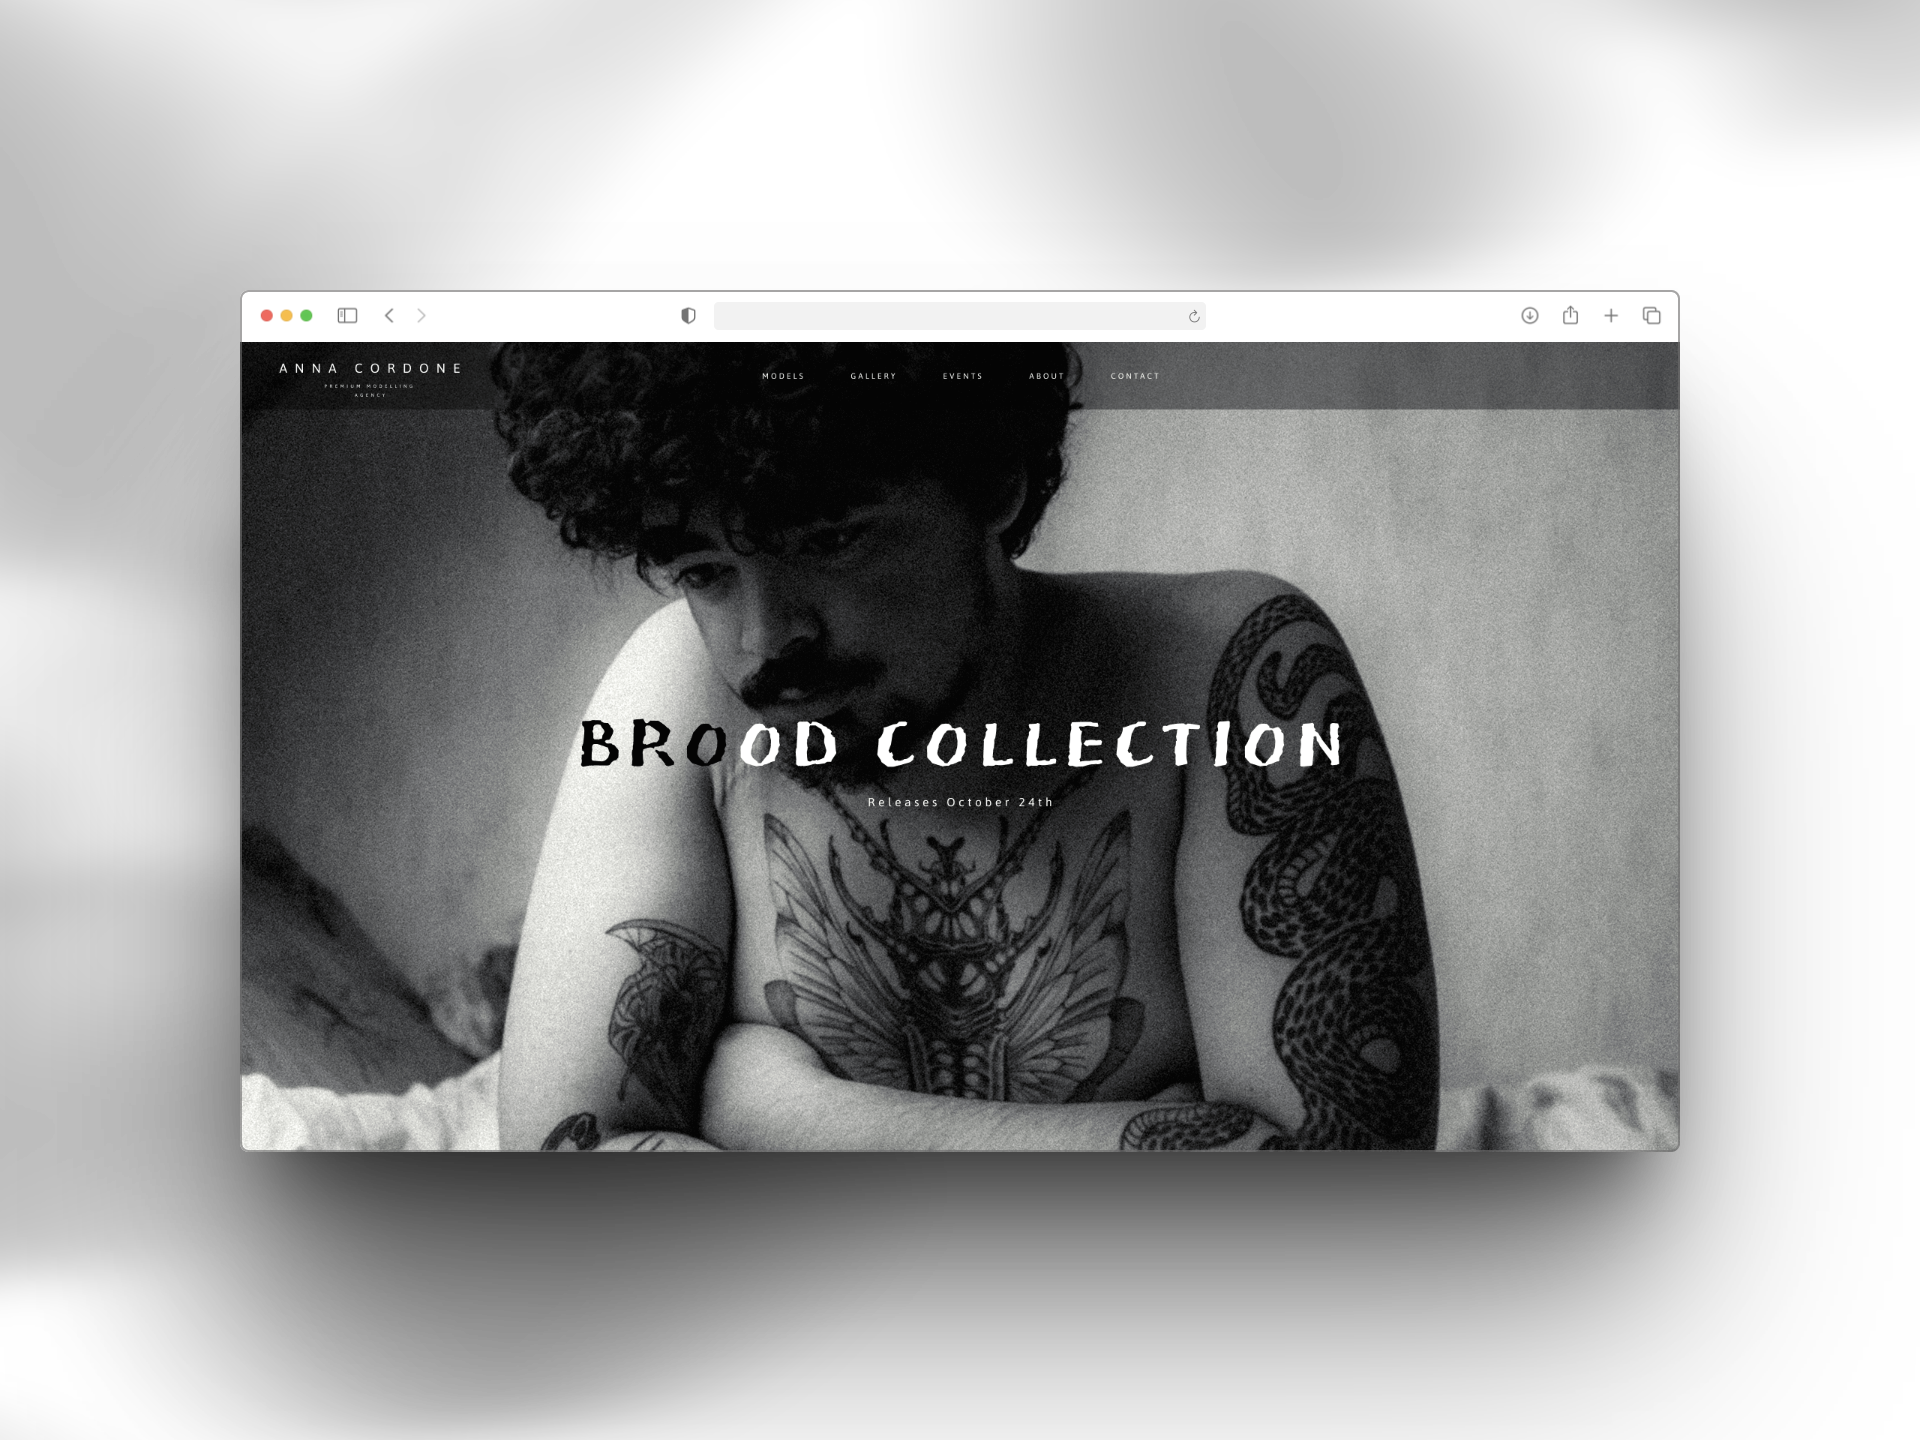 ANNA CORDONE
PREMIUM MODELLING
AGENCY
MODELS GALLERY EVENTS ABOUT CONTACT
BROOD COLLECTION
Releases October 24th